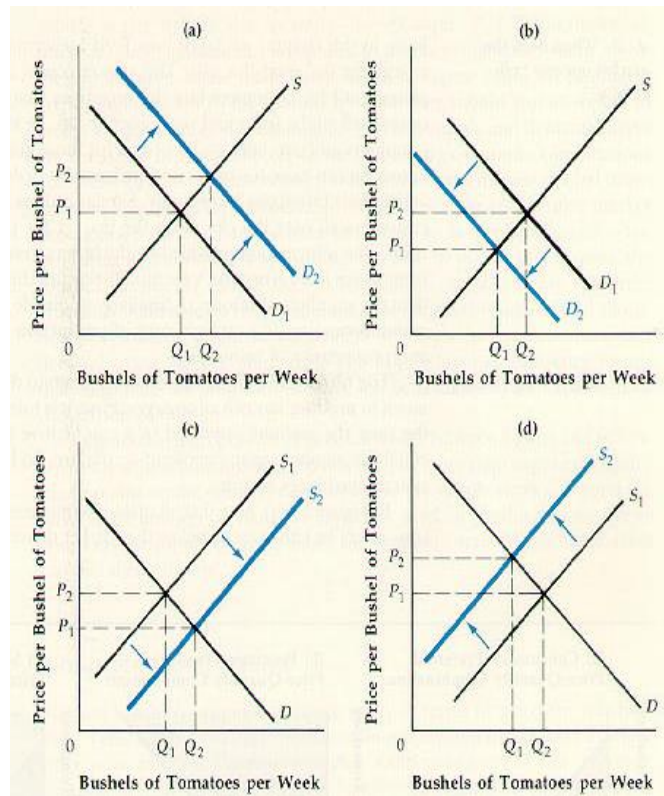 (a)
Price per Bushel of Tomatoes
S
P2
P1
D2
D1
0
Q1 Q2
Bushels of Tomatoes per Week
(b)
Price per Bushel of Tomatoes
S
P2
P1
D1
D2
0
Q1 Q2
Bushels of Tomatoes per Week
(c)
Price per Bushel of Tomatoes
S1
S2
P2
P1
D
0
Q1 Q2
Bushels of Tomatoes per Week
(d)
Price per Bushel of Tomatoes
S2
S1
P2
P1
D
0
Q1 Q2
Bushels of Tomatoes per Week